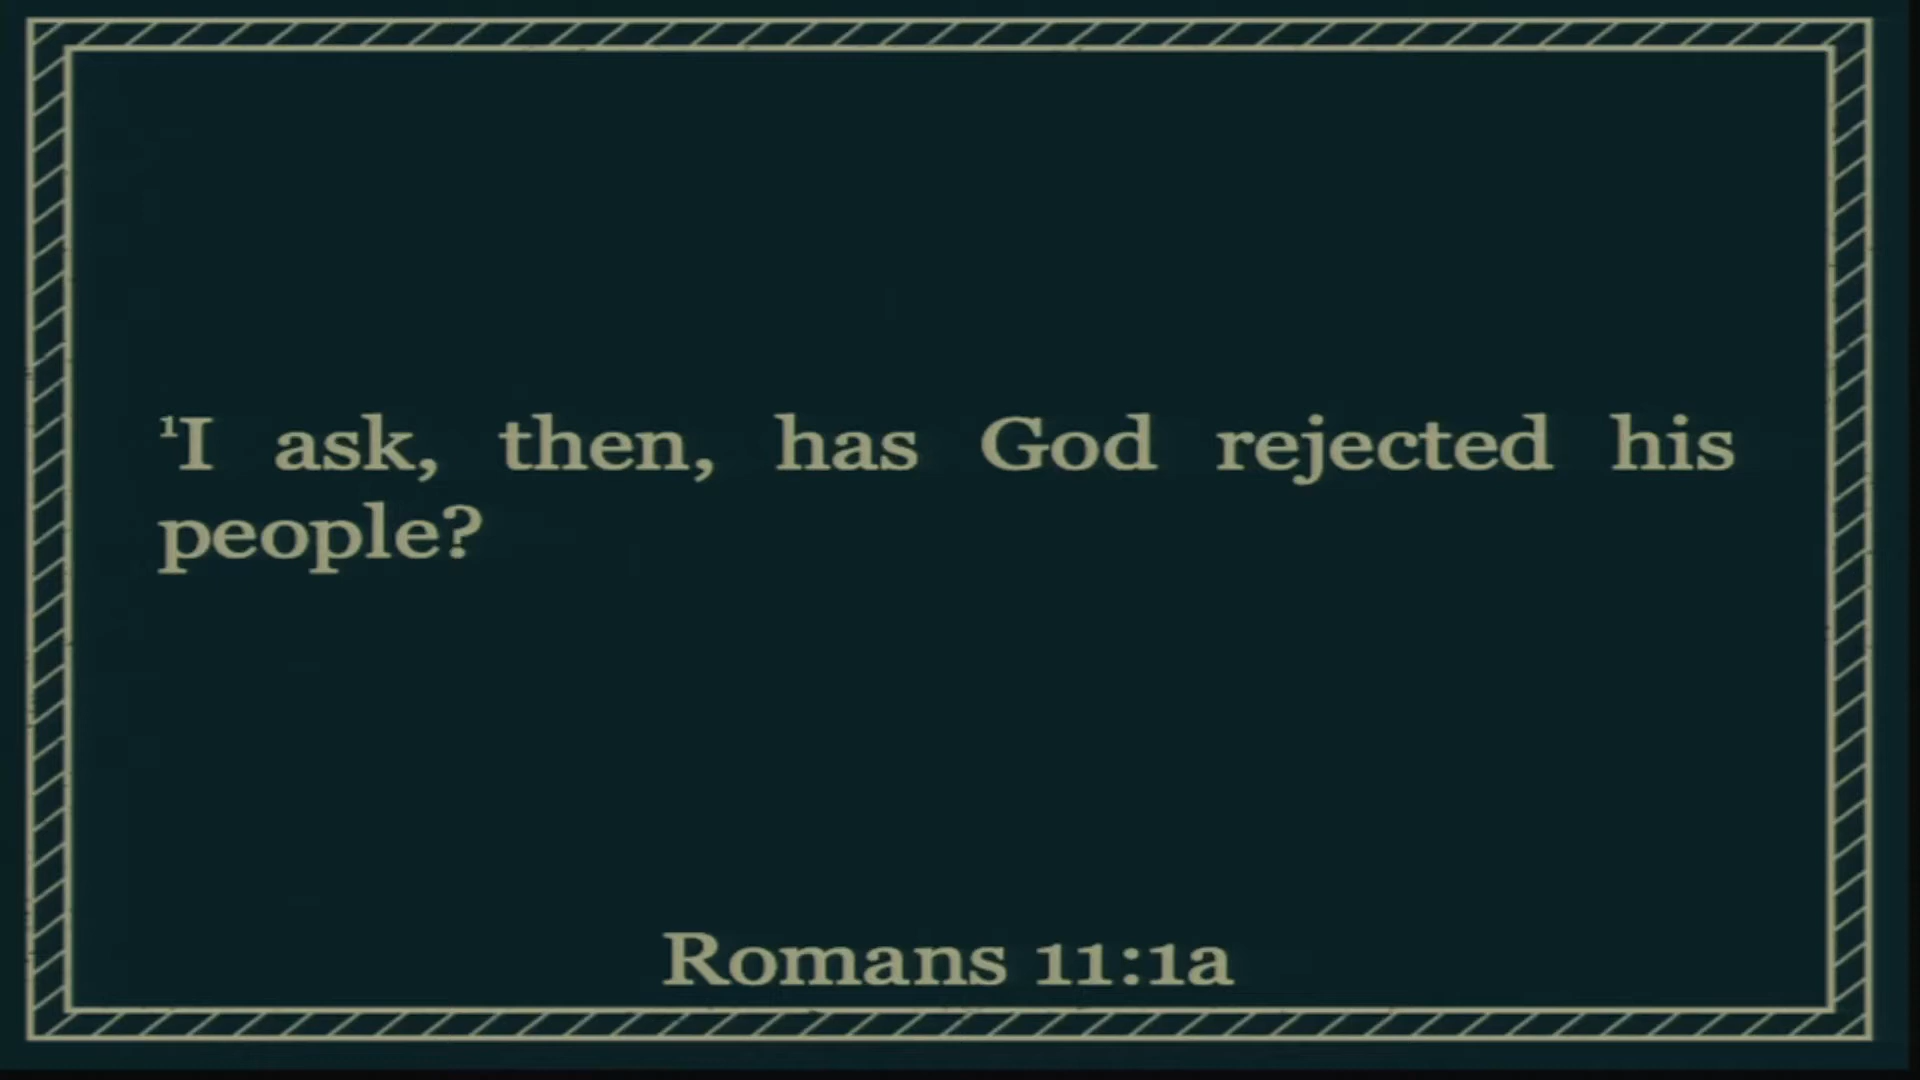 ¹I ask, then, has God rejected his
people?
Romans 11:1a